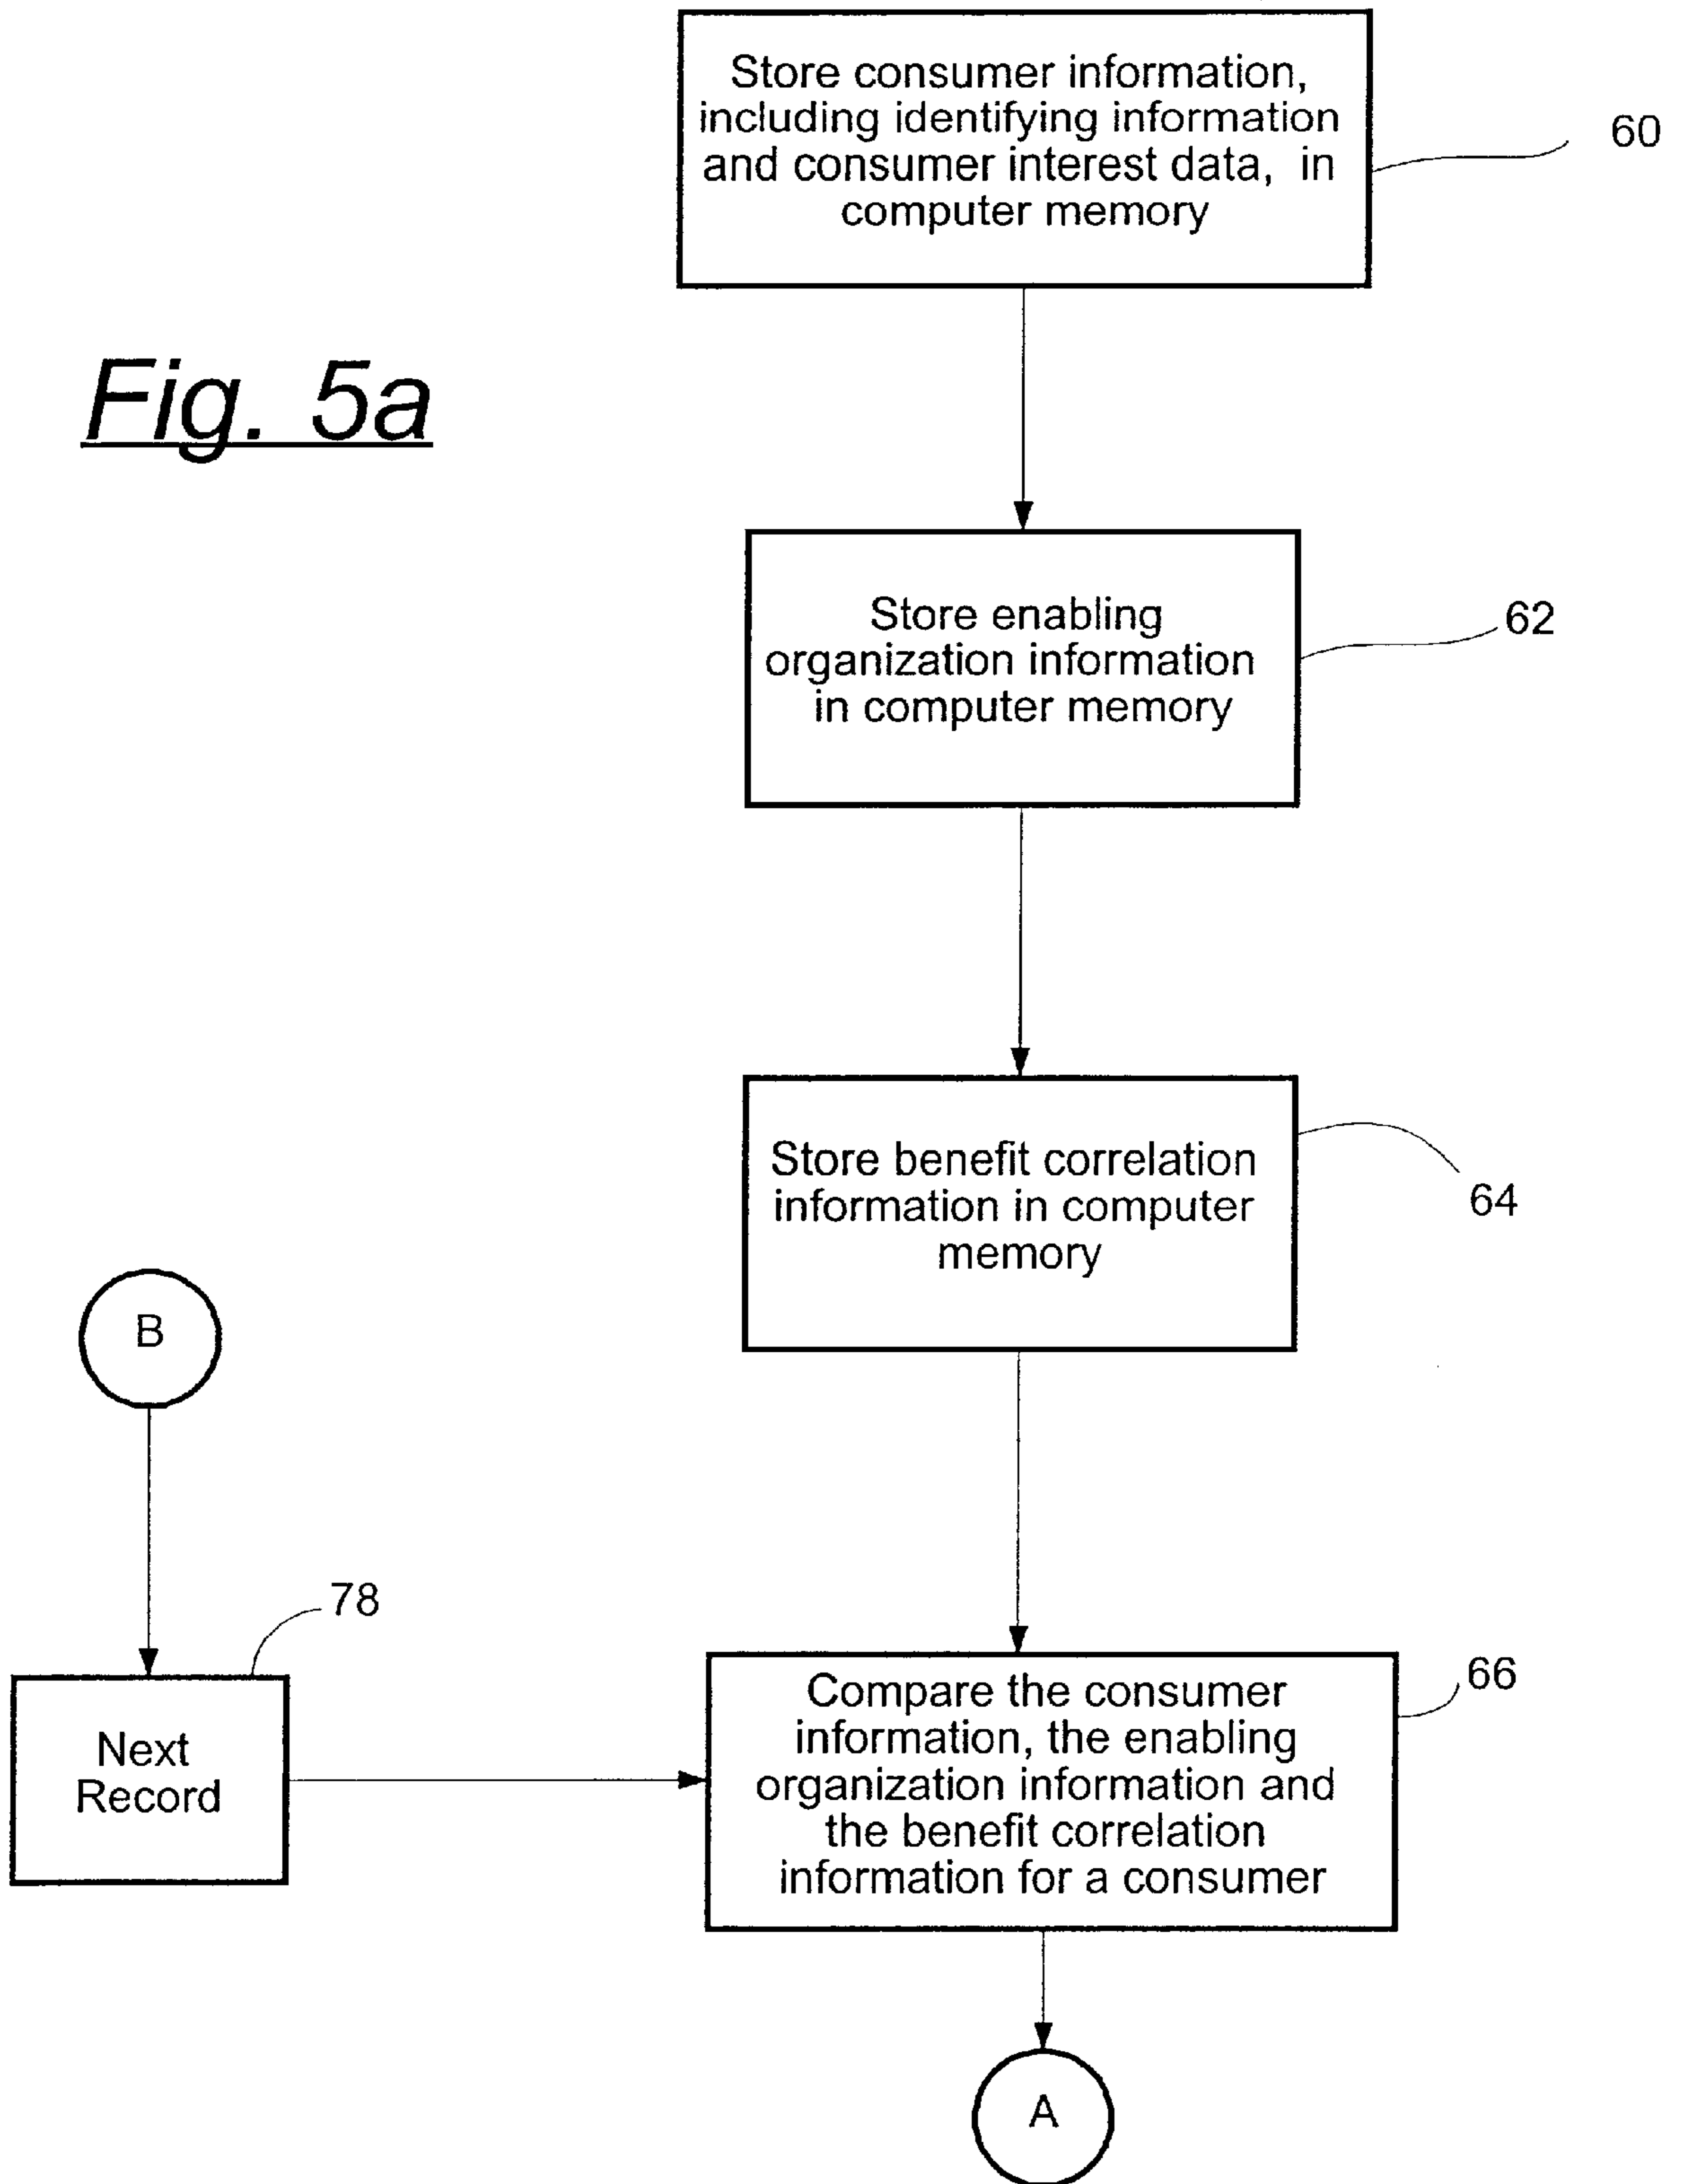 Store consumer information,
including identifying information
and consumer interest data, in
computer memory
60
Fig. 5a
Store enabling
organization information
in computer memory
62
Store benefit correlation
information in computer
memory
64
B
78
Next
Record
66
Compare the consumer
information, the enabling
organization information and
the benefit correlation
information for a consumer
A